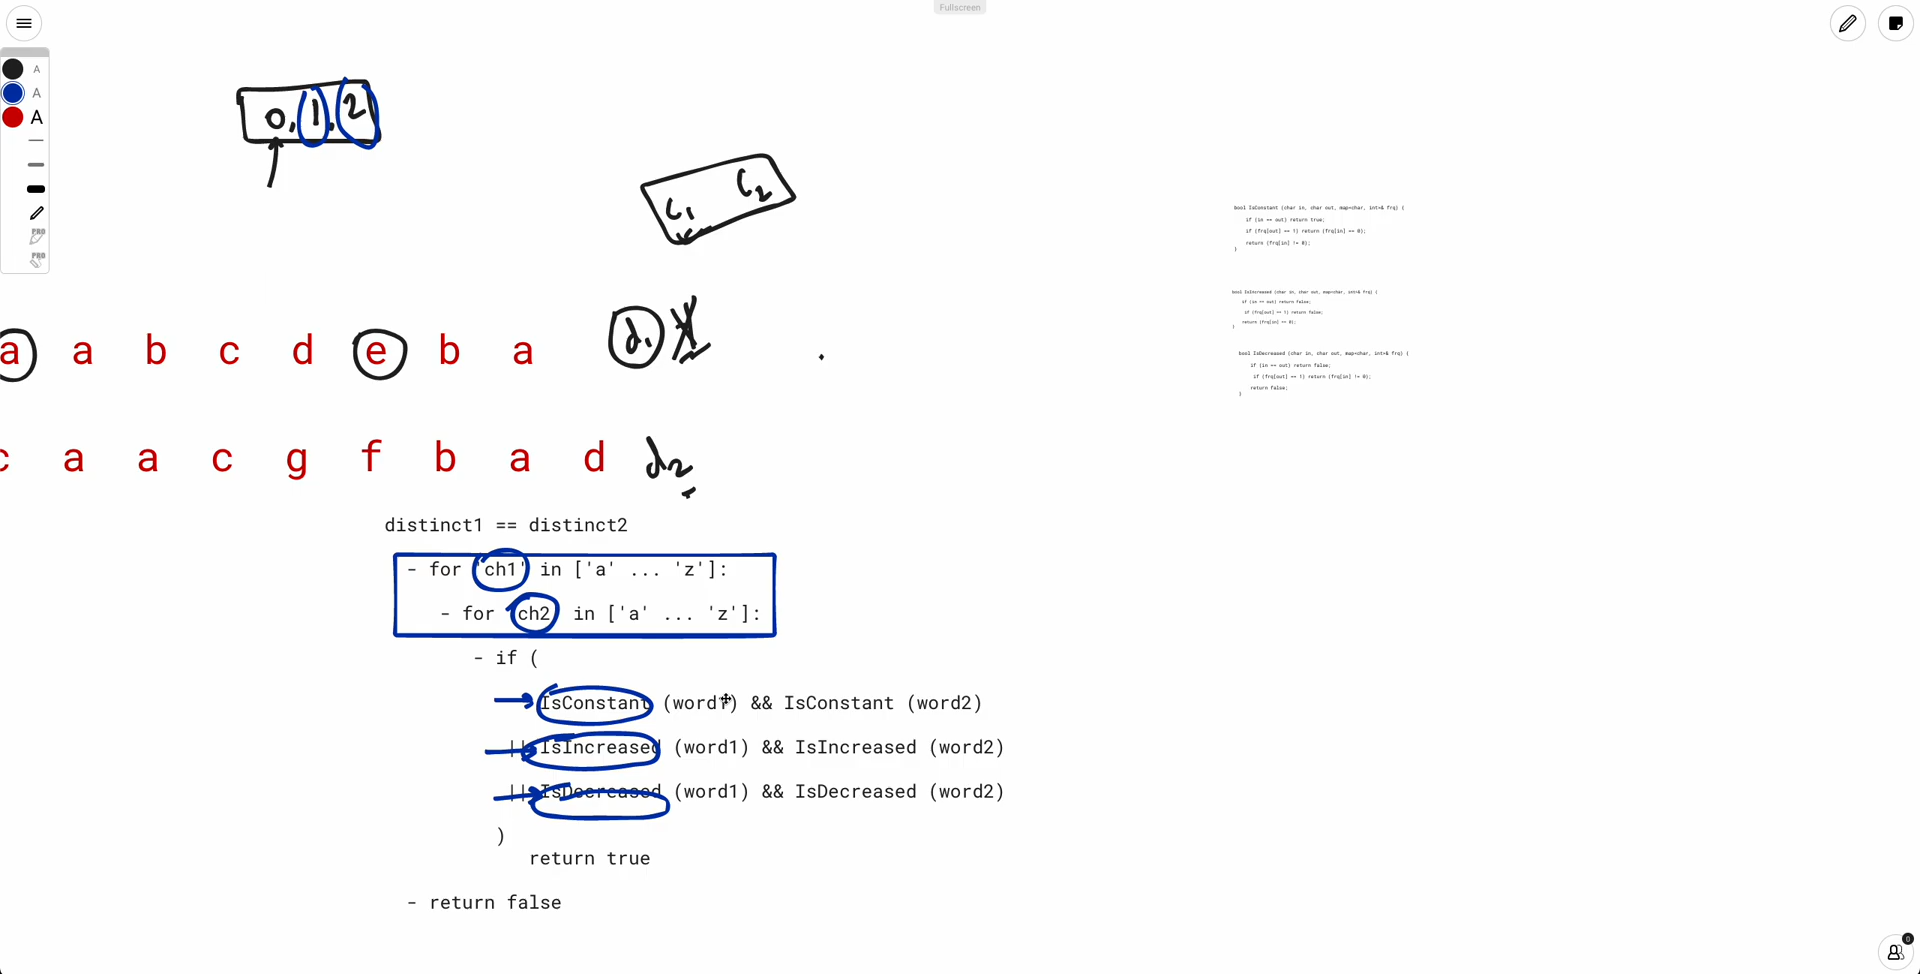 Fullscreen
A
A
A
PRO
PRO
0, 1, 2
C1 C2
a a b c d e b a d1
c a a c g f b a d d2
distinct1 == distinct2
- for 'ch1' in ['a' ... 'z']:
- for 'ch2' in ['a' ... 'z']:
- if (
IsConstant (word1) && IsConstant (word2)
|| IsIncreased (word1) && IsIncreased (word2)
|| IsDecreased (word1) && IsDecreased (word2)
)
return true
- return false
bool IsConstant (char in, char out, map<char, int>& frq) {
if (in == out) return true;
if (frq[out] == 1) return (frq[in] == 0);
return (frq[in] != 0);
}
bool IsIncreased (char in, char out, map<char, int>& frq) {
if (in == out) return false;
if (frq[out] == 1) return false;
return (frq[in] == 0);
}
bool IsDecreased (char in, char out, map<char, int>& frq) {
if (in == out) return false;
if (frq[out] == 1) return (frq[in] != 0);
return false;
}
0